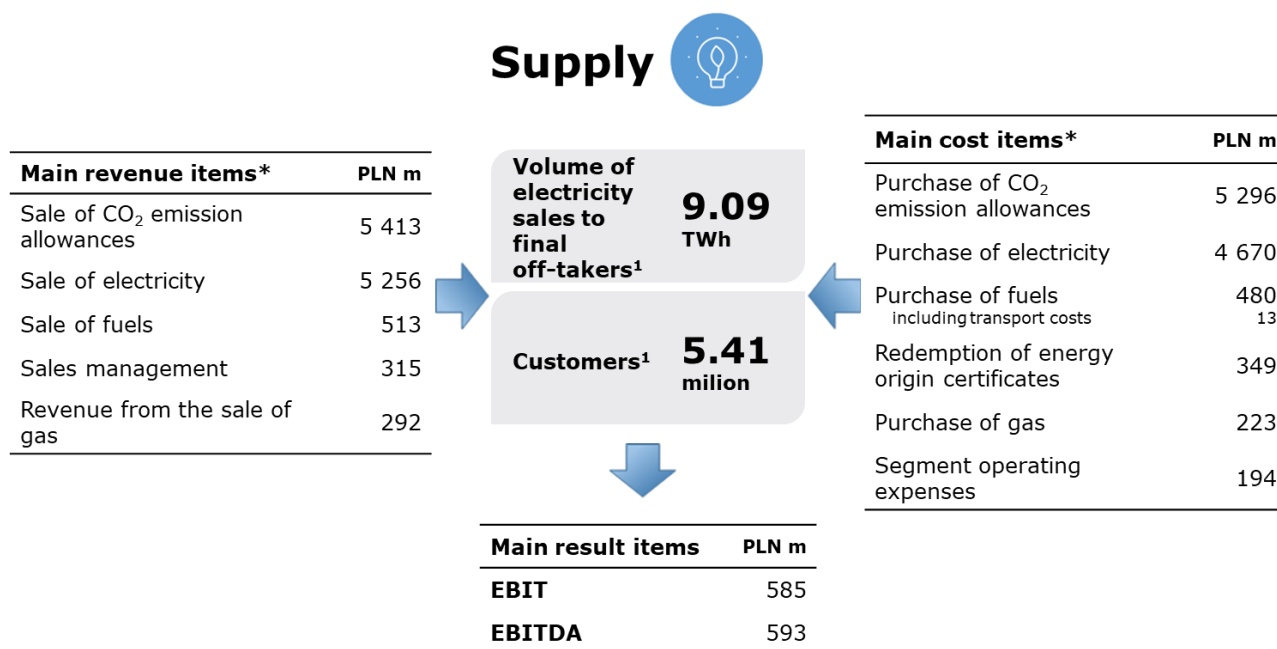 Supply
Main revenue items* PLN m
Sale of CO₂ emission
allowances 5 413
Sale of electricity 5 256
Sale of fuels 513
Sales management 315
Revenue from the sale of
gas 292
Volume of
electricity
sales to
final
off-takers¹
9.09
TWh
Customers¹
5.41
milion
Main cost items* PLN m
Purchase of CO₂
emission allowances 5 296
Purchase of electricity 4 670
Purchase of fuels 480
including transport costs 13
Redemption of energy
origin certificates 349
Purchase of gas 223
Segment operating
expenses 194
Main result items PLN m
EBIT 585
EBITDA 593